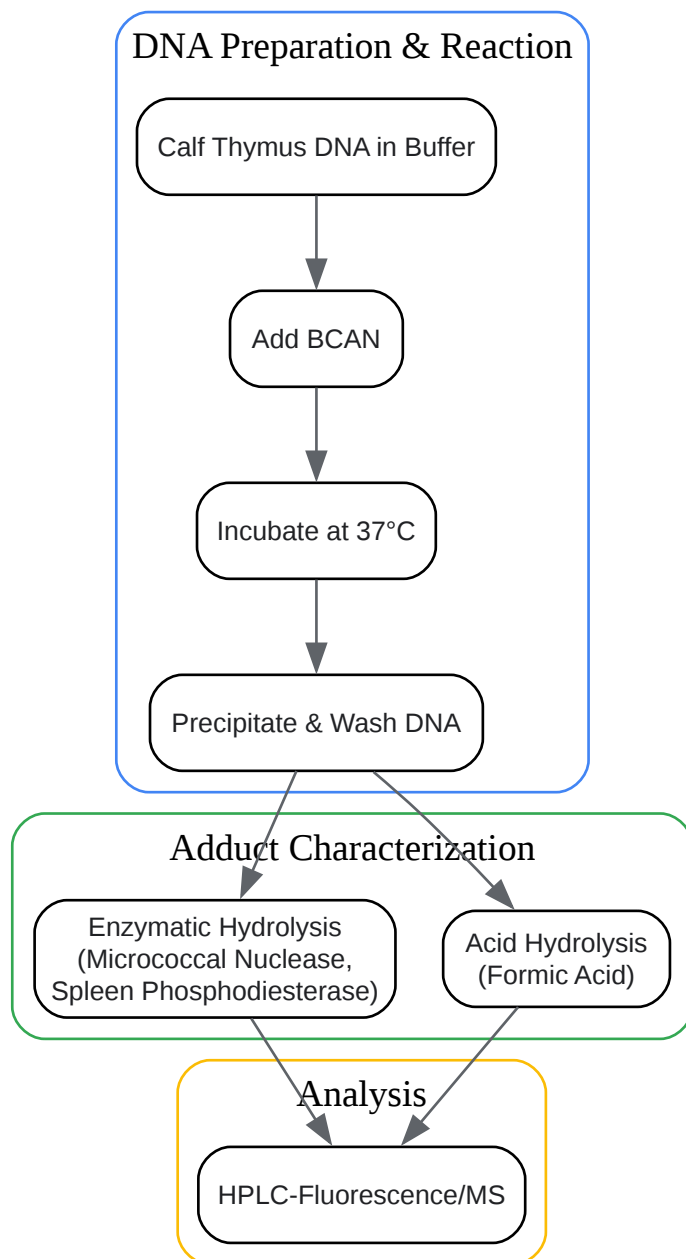 DNA Preparation & Reaction
Calf Thymus DNA in Buffer
Add BCAN
Incubate at 37°C
Precipitate & Wash DNA
Adduct Characterization
Enzymatic Hydrolysis
(Micrococcal Nuclease,
Spleen Phosphodiesterase)
Acid Hydrolysis
(Formic Acid)
Analysis
HPLC-Fluorescence/MS